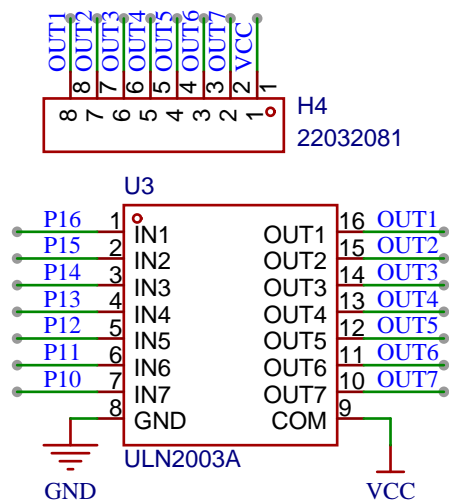 OUT1 OUT2 OUT3 OUT4 OUT5 OUT6 OUT7 VCC
8 7 6 5 4 3 2 1
8 7 6 5 4 3 2 1
H4
22032081
U3
P16 1 IN1 OUT1 16 OUT1
P15 2 IN2 OUT2 15 OUT2
P14 3 IN3 OUT3 14 OUT3
P13 4 IN4 OUT4 13 OUT4
P12 5 IN5 OUT5 12 OUT5
P11 6 IN6 OUT6 11 OUT6
P10 7 IN7 OUT7 10 OUT7
8 GND COM 9
ULN2003A
GND VCC